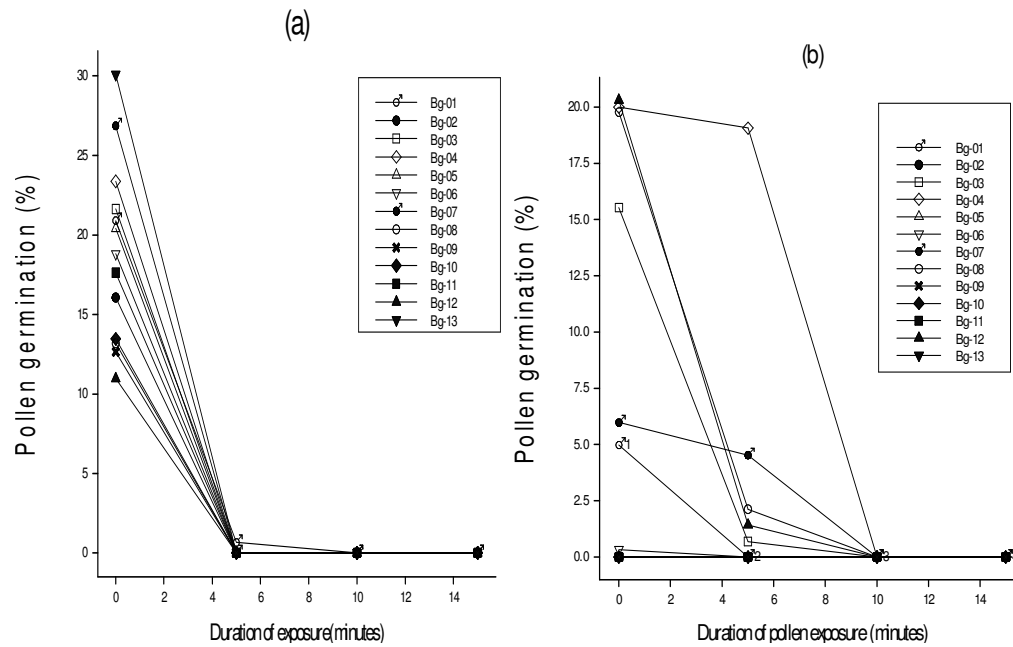 (a)
Pollen germination (%)
30
25
20
15
10
5
0
0 2 4 6 8 10 12 14
Duration of exposure(minutes)
Bg-01
Bg-02
Bg-03
Bg-04
Bg-05
Bg-06
Bg-07
Bg-08
Bg-09
Bg-10
Bg-11
Bg-12
Bg-13
(b)
Pollen germination (%)
20.0
17.5
15.0
12.5
10.0
7.5
5.0
2.5
0.0
1
2
3
0 2 4 6 8 10 12 14
Duration of pollen exposure (minutes)
Bg-01
Bg-02
Bg-03
Bg-04
Bg-05
Bg-06
Bg-07
Bg-08
Bg-09
Bg-10
Bg-11
Bg-12
Bg-13